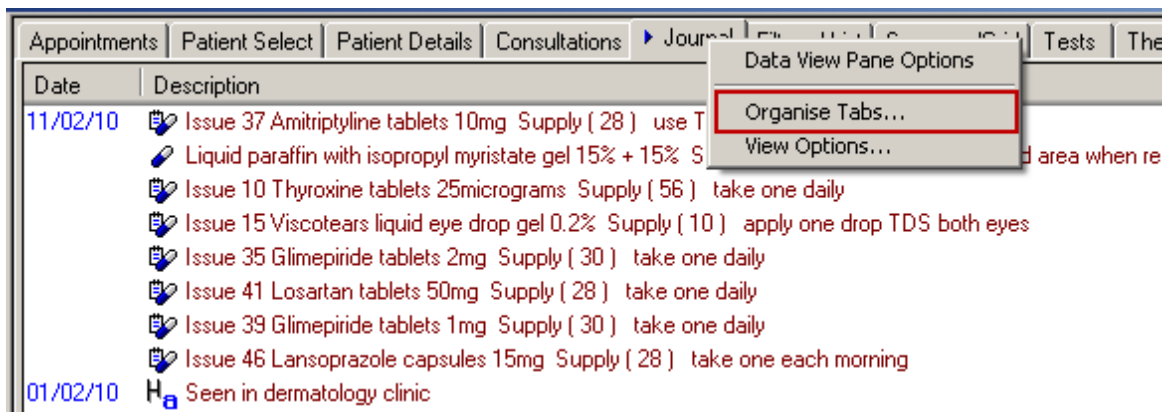 Appointments Patient Select Patient Details Consultations Journal Tests The
Data View Pane Options
Date Description
Organise Tabs...
11/02/10 Issue 37 Amitriptyline tablets 10mg Supply ( 28 ) use T
View Options...
Liquid paraffin with isopropyl myristate gel 15% + 15% S area when re
Issue 10 Thyroxine tablets 25micrograms Supply ( 56 ) take one daily
Issue 15 Viscotears liquid eye drop gel 0.2% Supply ( 10 ) apply one drop TDS both eyes
Issue 35 Glimepiride tablets 2mg Supply ( 30 ) take one daily
Issue 41 Losartan tablets 50mg Supply ( 28 ) take one daily
Issue 39 Glimepiride tablets 1mg Supply ( 30 ) take one daily
Issue 46 Lansoprazole capsules 15mg Supply ( 28 ) take one each morning
01/02/10 Ha Seen in dermatology clinic